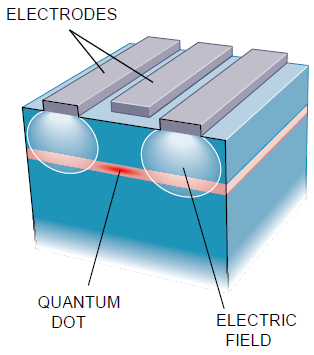 ELECTRODES
QUANTUM
DOT
ELECTRIC
FIELD